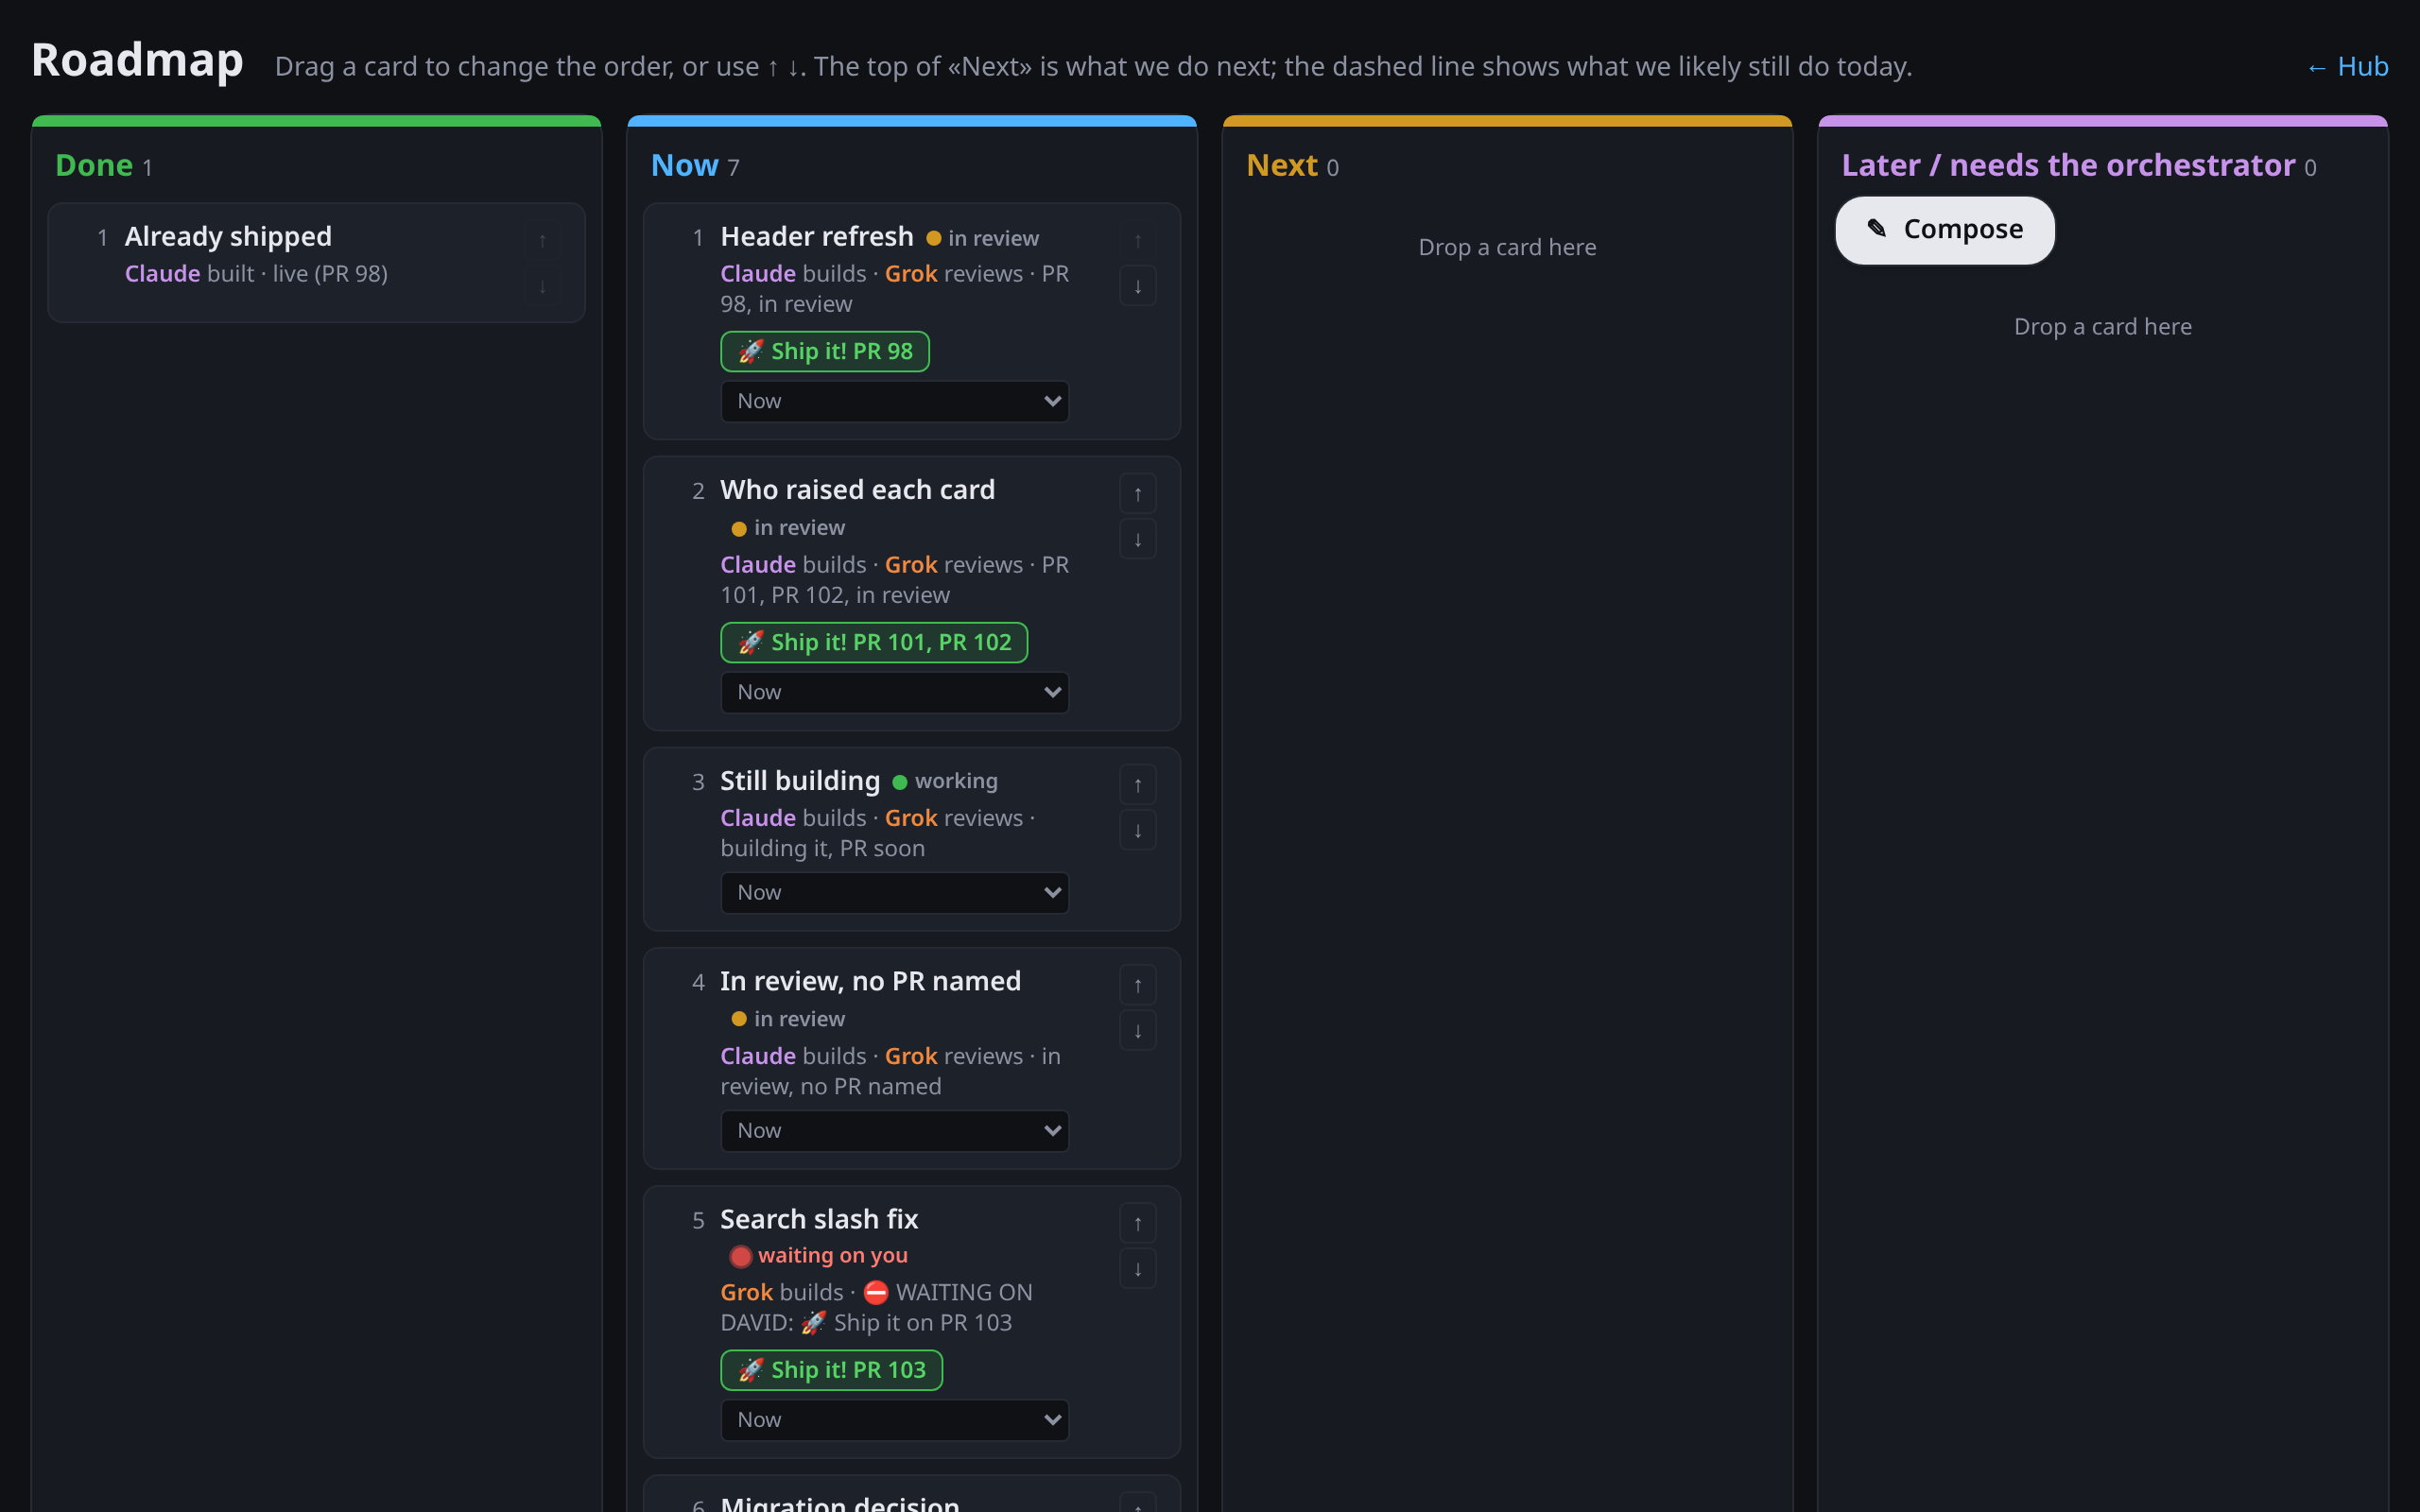 Roadmap
Drag a card to change the order, or use ↑ ↓. The top of «Next» is what we do next; the dashed line shows what we likely still do today.
← Hub
Done 1
1 Already shipped
↑
Claude built · live (PR 98)
↓
Now 7
1 Header refresh in review
↑
Claude builds · Grok reviews · PR
98, in review
↓
🚀 Ship it! PR 98
Now
2 Who raised each card
↑
in review
↓
Claude builds · Grok reviews · PR
101, PR 102, in review
🚀 Ship it! PR 101, PR 102
Now
3 Still building working
↑
Claude builds · Grok reviews ·
building it, PR soon
↓
Now
4 In review, no PR named
↑
in review
↓
Claude builds · Grok reviews · in
review, no PR named
Now
5 Search slash fix
↑
waiting on you
↓
Grok builds · ⛔ WAITING ON
DAVID: 🚀 Ship it on PR 103
🚀 Ship it! PR 103
Now
6 Migration decision
↑
Next 0
Drop a card here
Later / needs the orchestrator 0
✎ Compose
Drop a card here